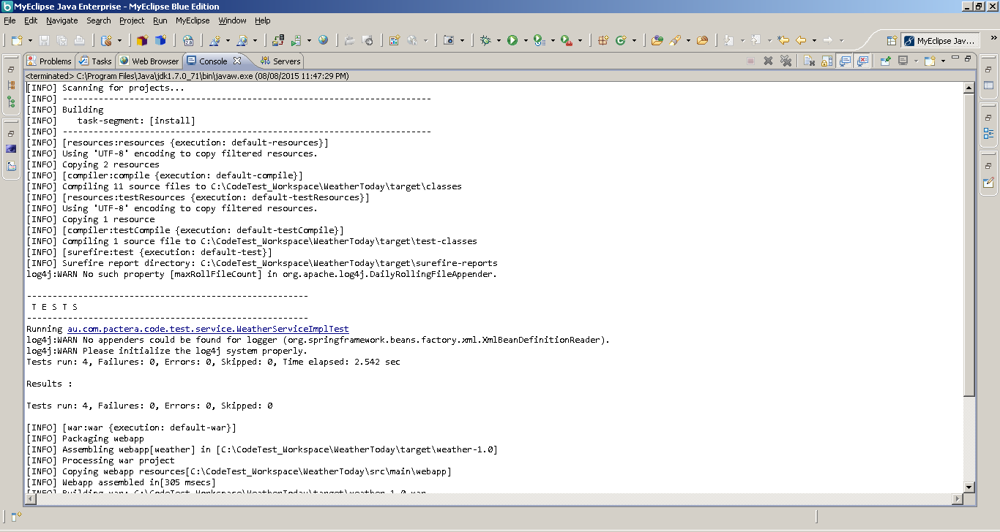 MyEclipse Java Enterprise - MyEclipse Blue Edition
File Edit Navigate Search Project Run MyEclipse Window Help
MyEclipse Jav...
Problems Tasks Web Browser Console Servers
<terminated> C:\Program Files\Java\jdk1.7.0_71\bin\javaw.exe (08/08/2015 11:47:29 PM)
[INFO] Scanning for projects...
[INFO] ------------------------------------------------------------------------
[INFO] Building
[INFO]    task-segment: [install]
[INFO] ------------------------------------------------------------------------
[INFO] [resources:resources {execution: default-resources}]
[INFO] Using 'UTF-8' encoding to copy filtered resources.
[INFO] Copying 2 resources
[INFO] [compiler:compile {execution: default-compile}]
[INFO] Compiling 11 source files to C:\CodeTest_Workspace\WeatherToday\target\classes
[INFO] [resources:testResources {execution: default-testResources}]
[INFO] Using 'UTF-8' encoding to copy filtered resources.
[INFO] Copying 1 resource
[INFO] [compiler:testCompile {execution: default-testCompile}]
[INFO] Compiling 1 source file to C:\CodeTest_Workspace\WeatherToday\target\test-classes
[INFO] [surefire:test {execution: default-test}]
[INFO] Surefire report directory: C:\CodeTest_Workspace\WeatherToday\target\surefire-reports
log4j:WARN No such property [maxRollFileCount] in org.apache.log4j.DailyRollingFileAppender.
-------------------------------------------------------
 T E S T S
-------------------------------------------------------
Running au.com.pactera.code.test.service.WeatherServiceImplTest
log4j:WARN No appenders could be found for logger (org.springframework.beans.factory.xml.XmlBeanDefinitionReader).
log4j:WARN Please initialize the log4j system properly.
Tests run: 4, Failures: 0, Errors: 0, Skipped: 0, Time elapsed: 2.542 sec
Results :
Tests run: 4, Failures: 0, Errors: 0, Skipped: 0
[INFO] [war:war {execution: default-war}]
[INFO] Packaging webapp
[INFO] Assembling webapp[weather] in [C:\CodeTest_Workspace\WeatherToday\target\weather-1.0]
[INFO] Processing war project
[INFO] Copying webapp resources[C:\CodeTest_Workspace\WeatherToday\src\main\webapp]
[INFO] Webapp assembled in[305 msecs]
[INFO] Building war: C:\CodeTest_Workspace\WeatherToday\target\weather-1.0.war